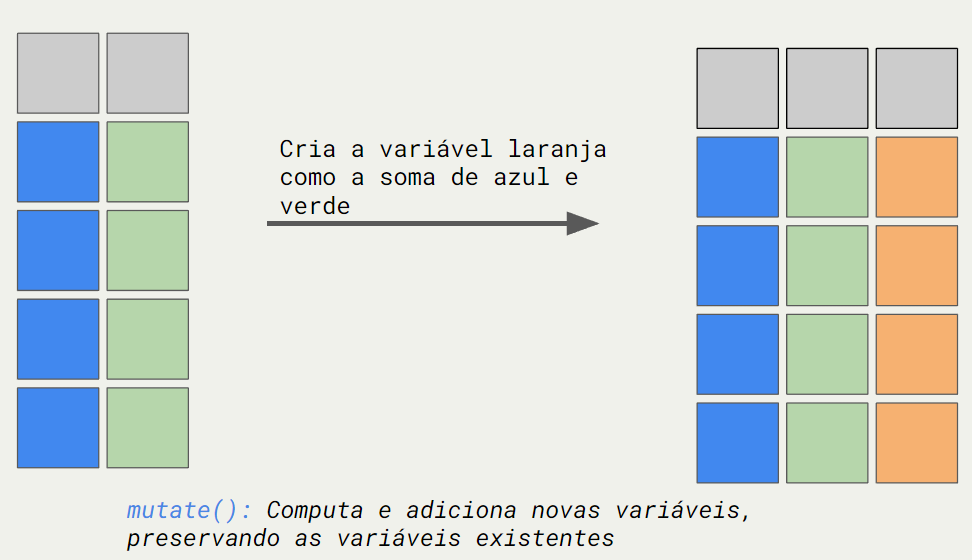 Cria a variável laranja
como a soma de azul e
verde
mutate(): Computa e adiciona novas variáveis,
preservando as variáveis existentes